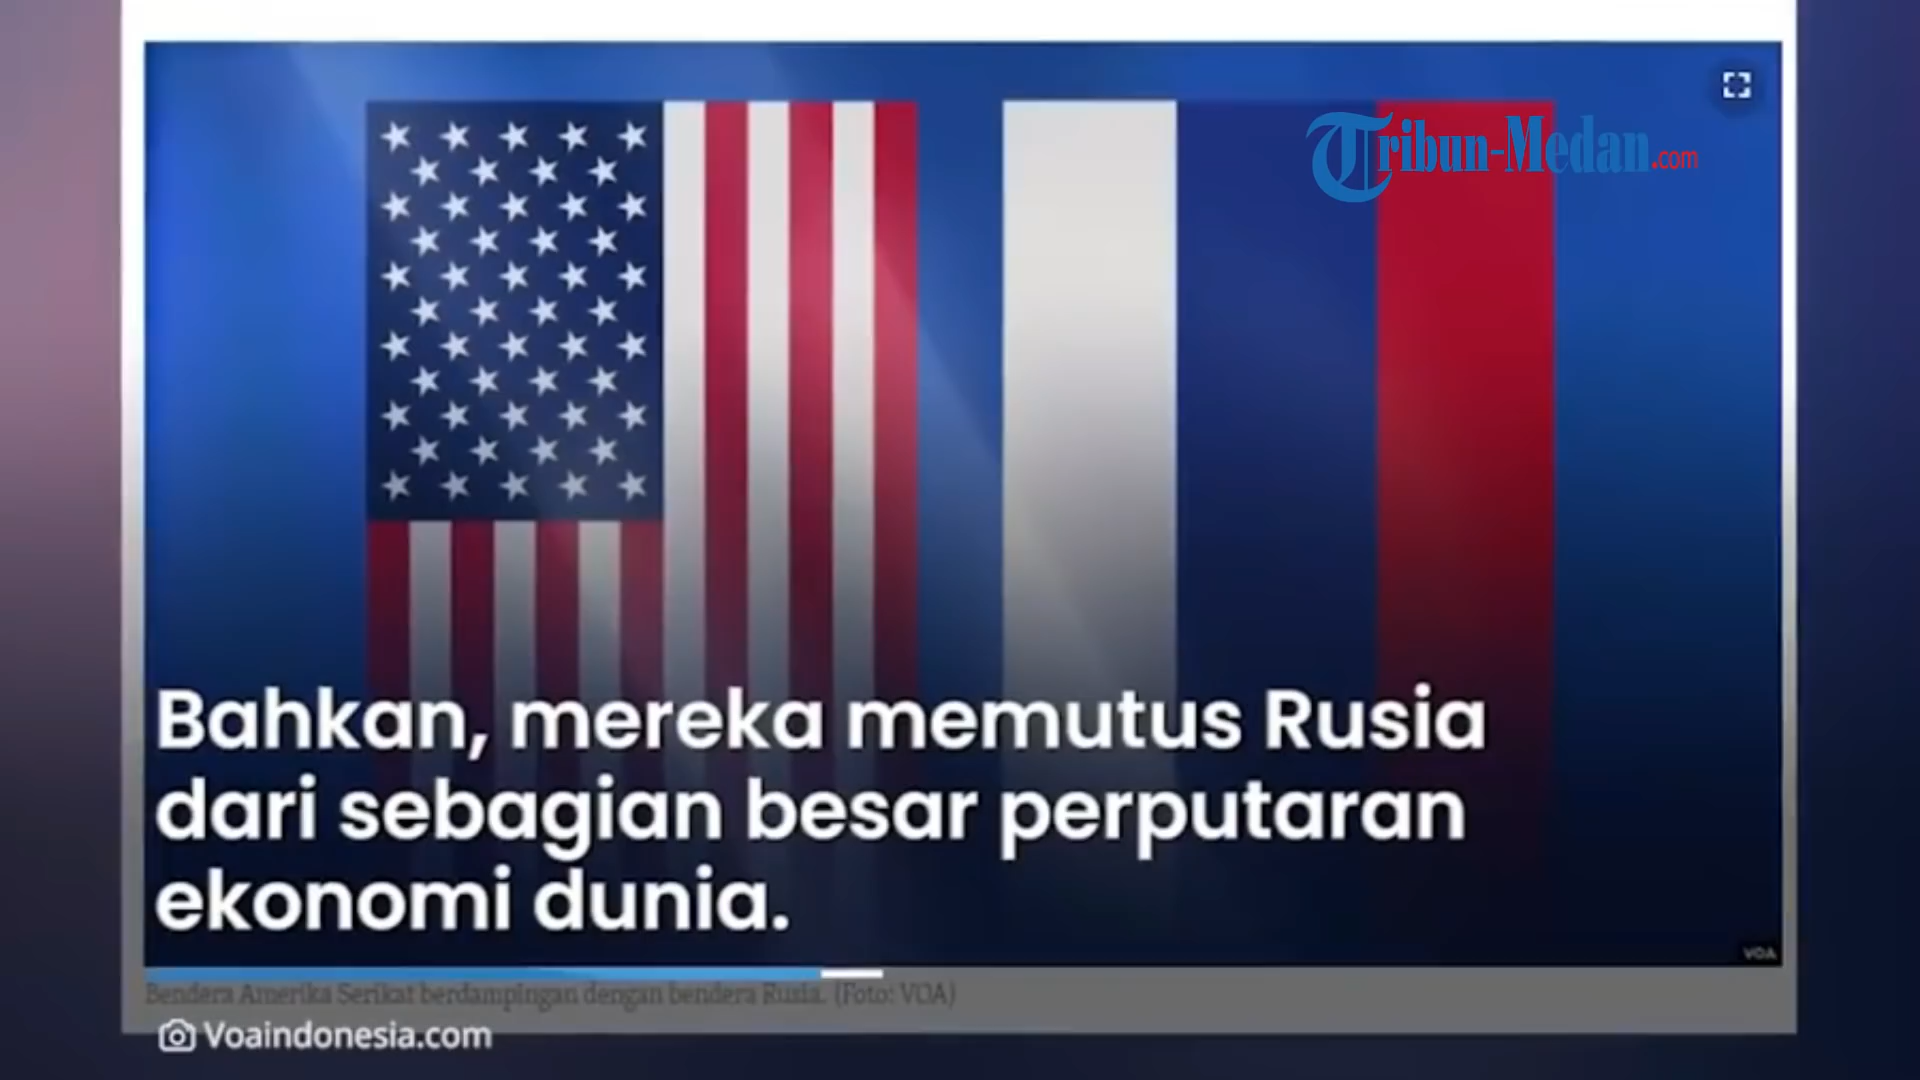 Tribun-Medan.com
Bahkan, mereka memutus Rusia
dari sebagian besar perputaran
ekonomi dunia.
VOA
Bendera Amerika Serikat berdampingan dengan bendera Rusia. (Foto: VOA)
Voaindonesia.com